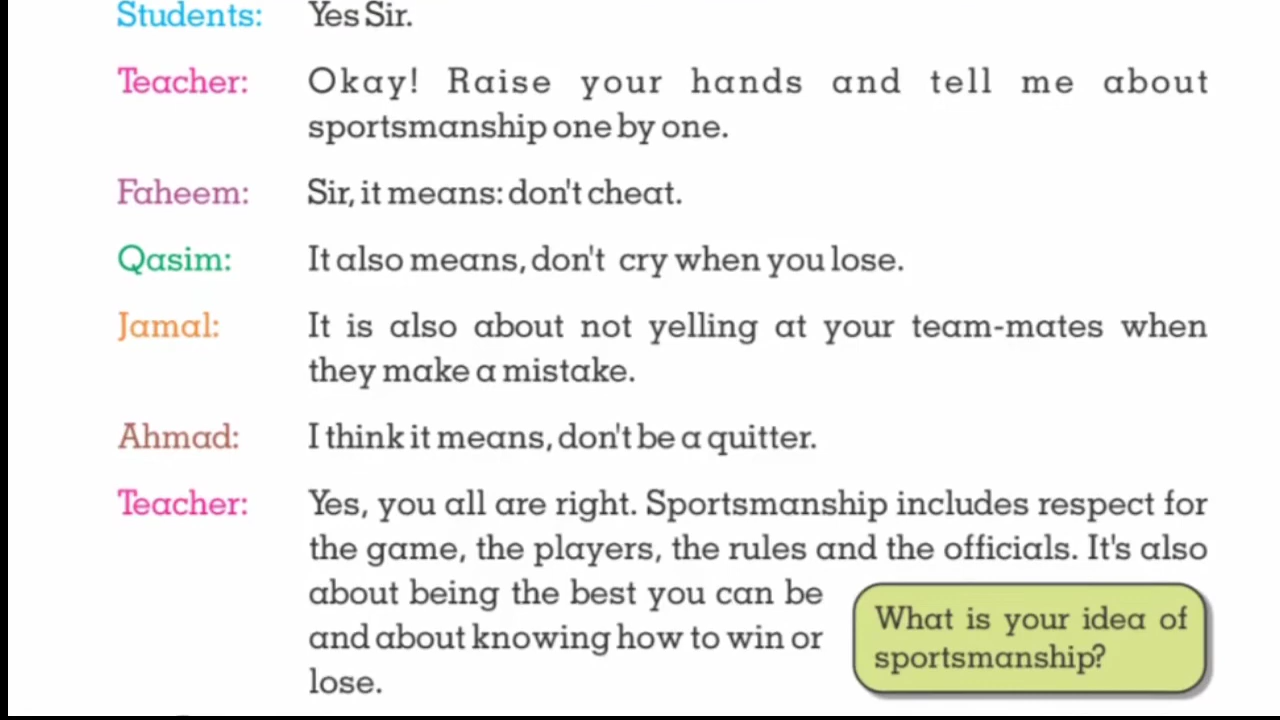 Students: Yes Sir.
Teacher: Okay! Raise your hands and tell me about
sportsmanship one by one.
Faheem: Sir, it means: don't cheat.
Qasim: It also means, don't cry when you lose.
Jamal: It is also about not yelling at your team-mates when
they make a mistake.
Ahmad: I think it means, don't be a quitter.
Teacher: Yes, you all are right. Sportsmanship includes respect for
the game, the players, the rules and the officials. It's also
about being the best you can be
and about knowing how to win or
lose.
What is your idea of
sportsmanship?